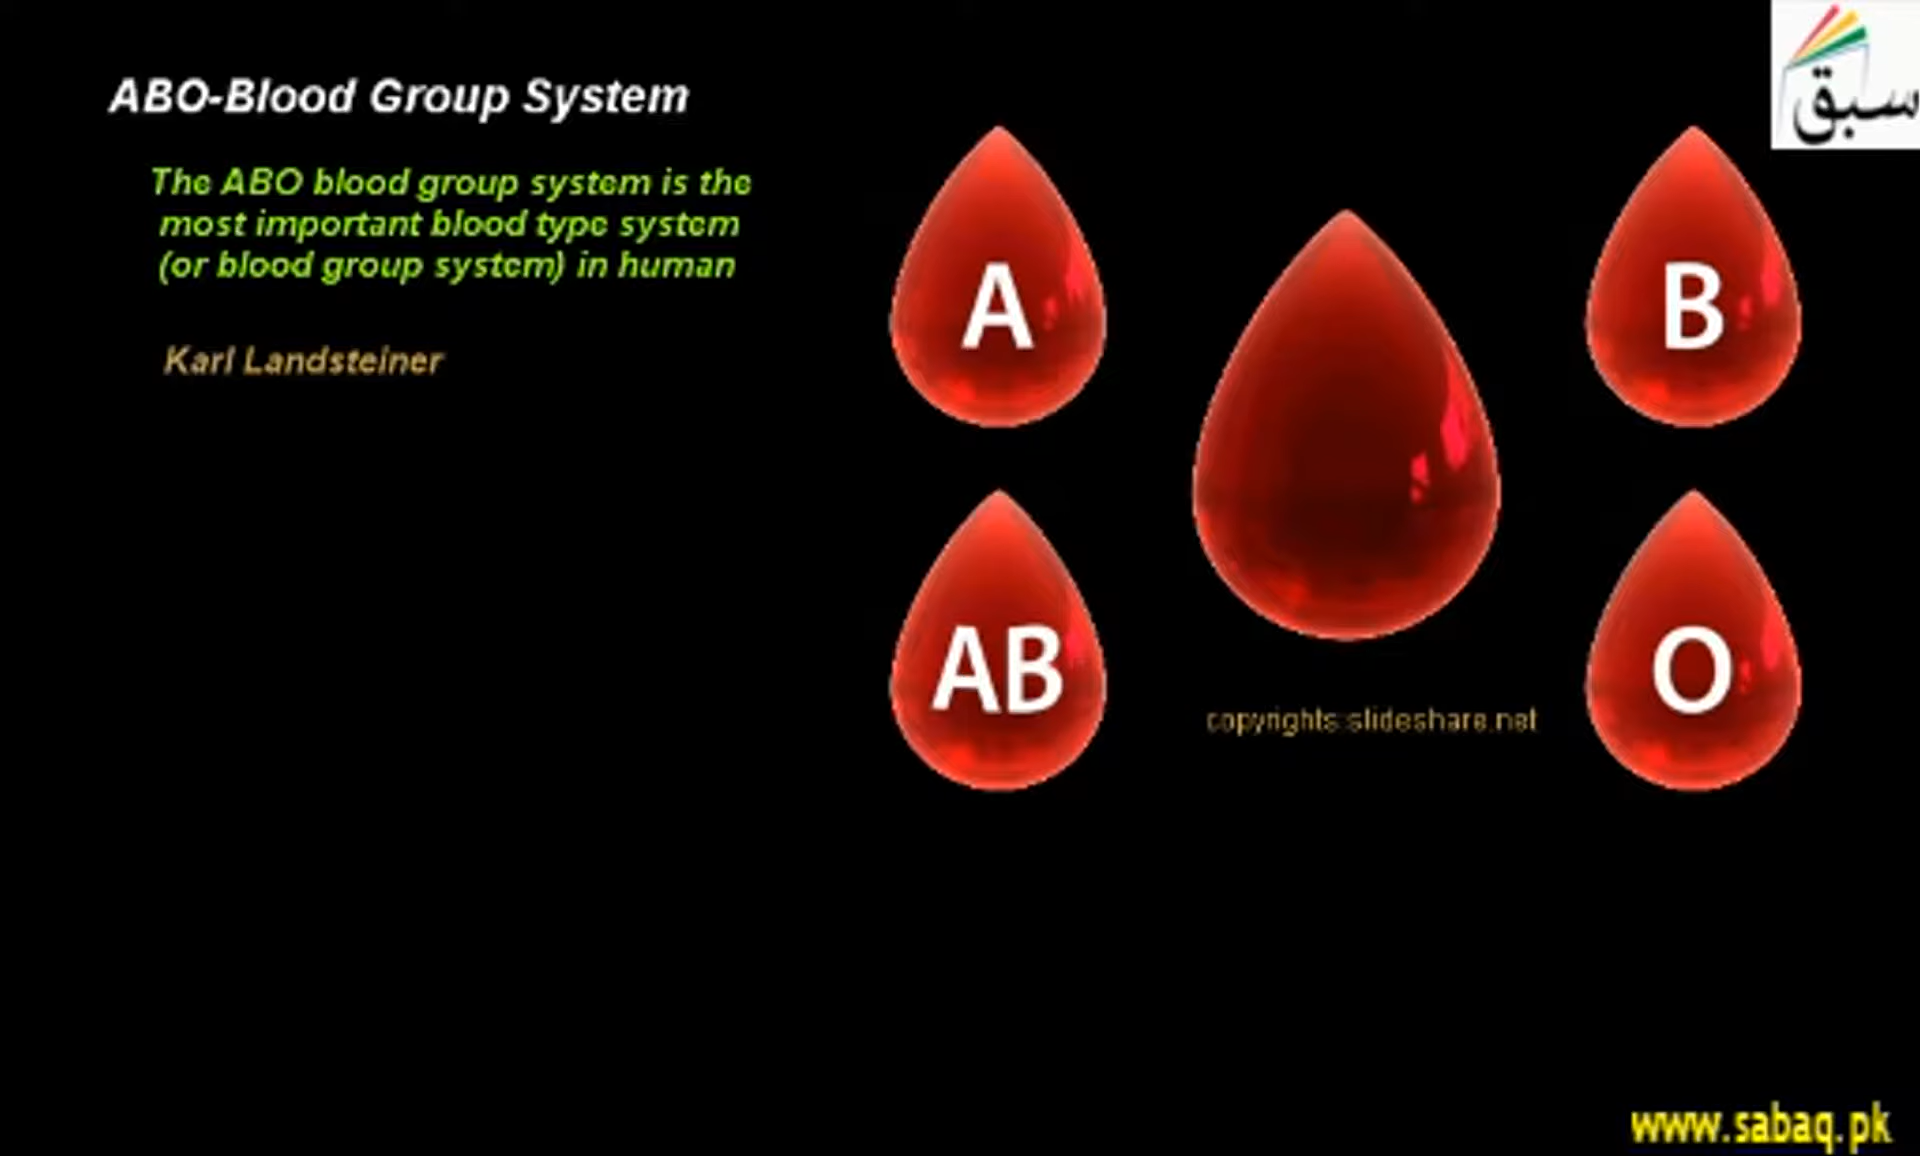 ABO-Blood Group System
The ABO blood group system is the
most important blood type system
(or blood group system) in human
Karl Landsteiner
A
B
AB
O
copyrights:slideshare.net
سبق
www.sabaq.pk